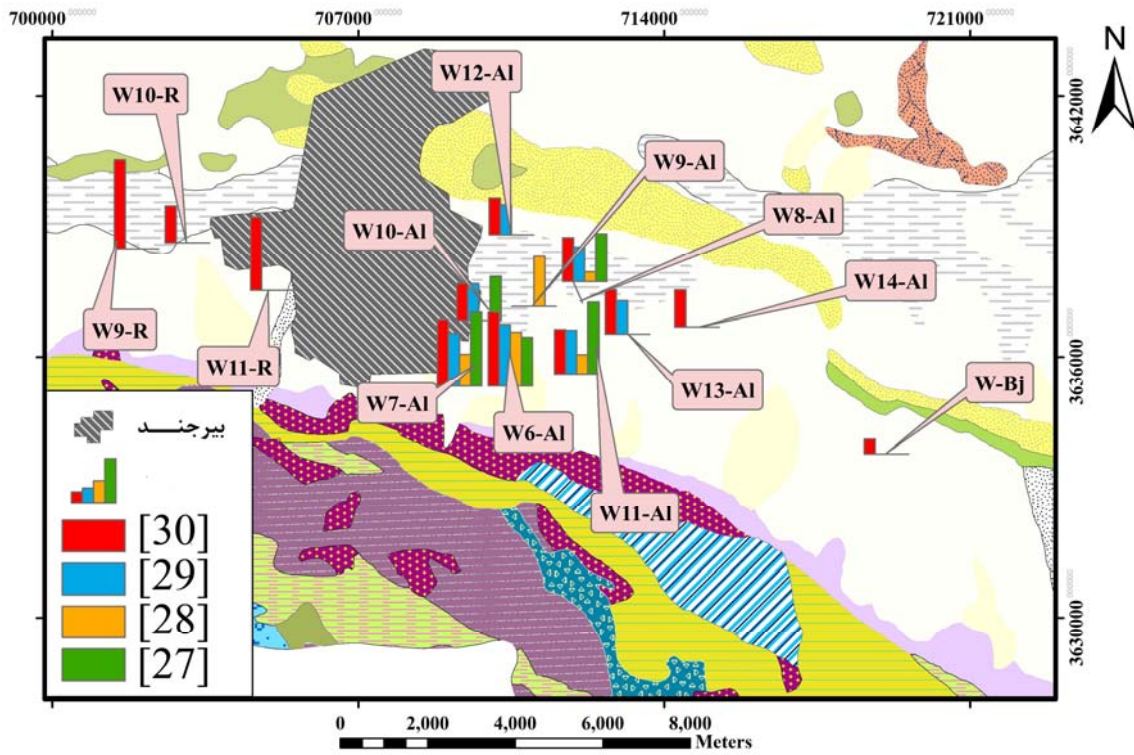 700000 707000 714000 721000
N
W12-Al
W10-R
3642000
W9-Al
W8-Al
W10-Al
W14-Al
W9-R
W11-R
W13-Al
3636000
W7-Al
W-Bj
W6-Al
بیرجنـــد
W11-Al
[30]
[29]
[28]
3630000
[27]
0 2,000 4,000 6,000 8,000
Meters